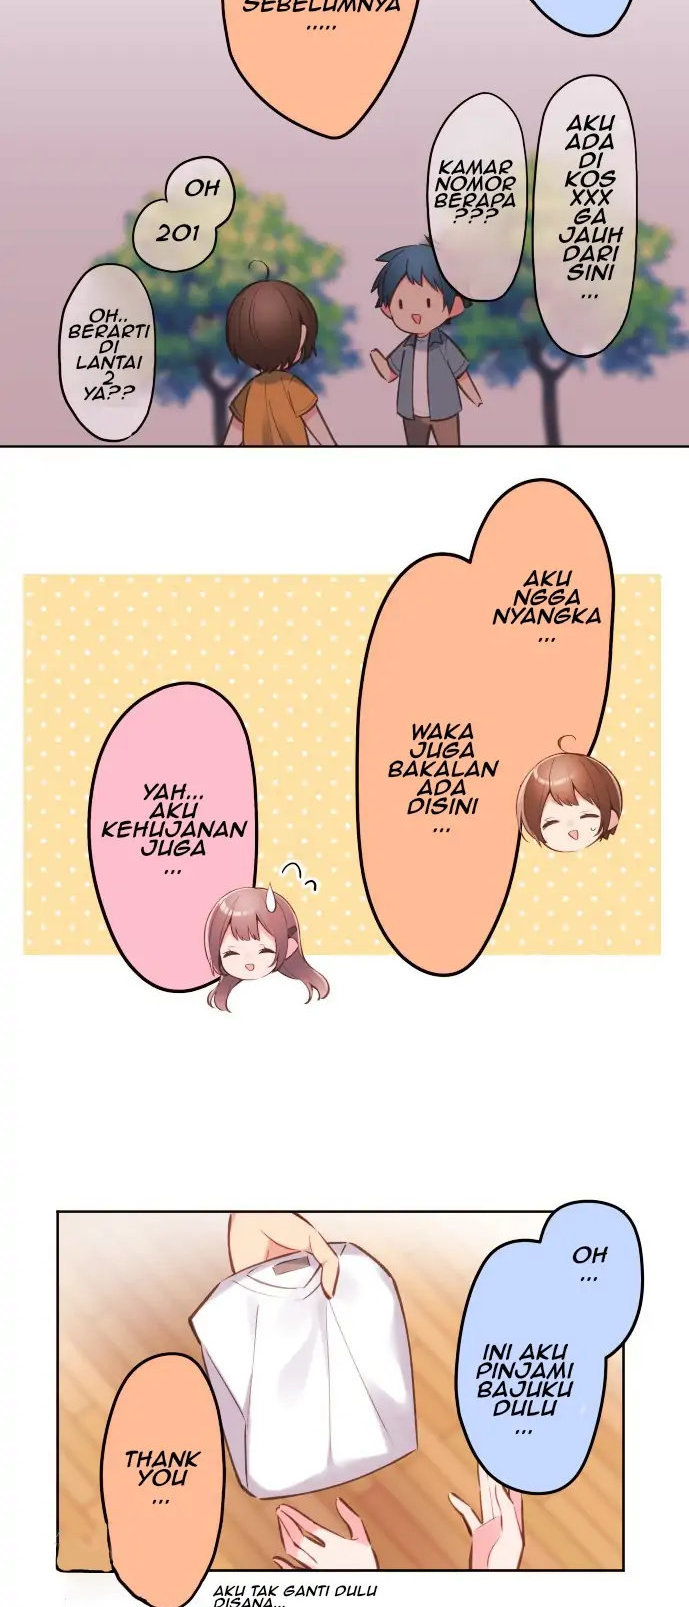 SEBELUMNYA
.....
AKU
ADA
DI
KOS
XXX
GA
JAUH
DARI
SINI
...
KAMAR
NOMOR
BERAPA
???
OH
201
OH..
BERARTI
DI
LANTAI
2
YA??
AKU
NGGA
NYANGKA
...
WAKA
JUGA
BAKALAN
ADA
DISINI
...
YAH...
AKU
KEHUJANAN
JUGA
...
OH
...
INI AKU
PINJAMI
BAJUKU
DULU
...
THANK
YOU
...
AKU TAK GANTI DULU
DISANA...